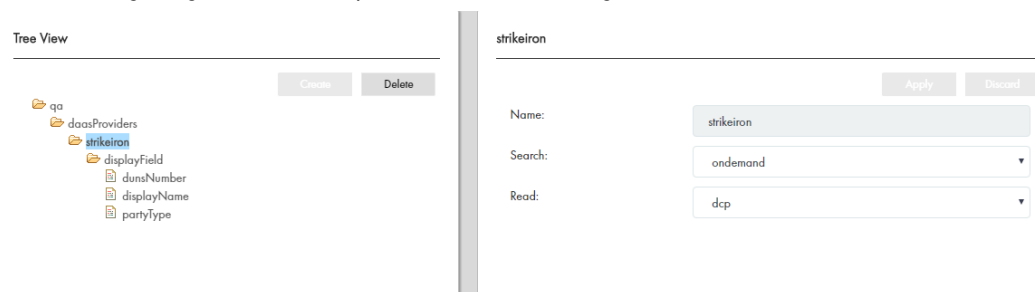 Tree View
Create
Delete
qa
daasProviders
strikeiron
displayField
dunsNumber
displayName
partyType
strikeiron
Apply
Discard
Name:
strikeiron
Search:
ondemand
Read:
dcp